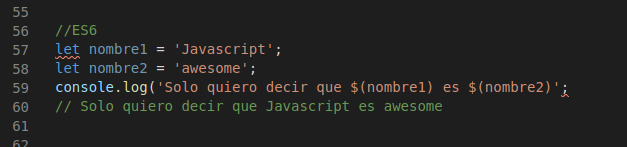 55
56 //ES6
57 let nombre1 = 'Javascript';
58 let nombre2 = 'awesome';
59 console.log('Solo quiero decir que $(nombre1) es $(nombre2)';
60 // Solo quiero decir que Javascript es awesome
61
62